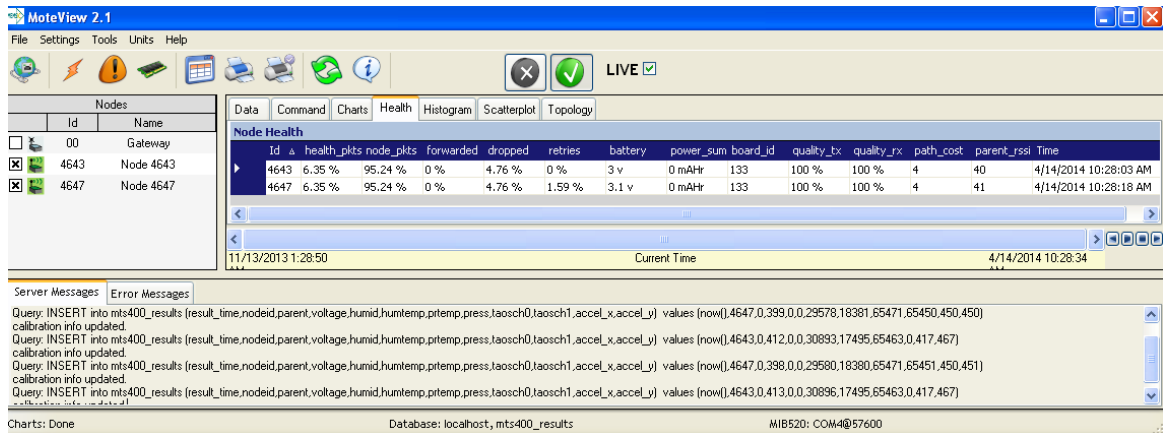 MoteView 2.1
File Settings Tools Units Help
LIVE
Nodes
Id Name
00 Gateway
4643 Node 4643
4647 Node 4647
Data Command Charts Health Histogram Scatterplot Topology
Node Health
Id health_pkts node_pkts forwarded dropped retries battery power_sum board_id quality_tx quality_rx path_cost parent_rssi Time
4643 6.35 % 95.24 % 0 % 4.76 % 0 % 3 v 0 mAHr 133 100 % 100 % 4 40 4/14/2014 10:28:03 AM
4647 6.35 % 95.24 % 0 % 4.76 % 1.59 % 3.1 v 0 mAHr 133 100 % 100 % 4 41 4/14/2014 10:28:18 AM
11/13/2013 1:28:50 Current Time 4/14/2014 10:28:34
Server Messages Error Messages
Query: INSERT into mts400_results (result_time,nodeid,parent,voltage,humid,humtemp,prtemp,press,taosch0,taosch1,accel_x,accel_y) values (now(),4647,0,399,0,0,29578,18381,65471,65450,450,450)
calibration info updated.
Query: INSERT into mts400_results (result_time,nodeid,parent,voltage,humid,humtemp,prtemp,press,taosch0,taosch1,accel_x,accel_y) values (now(),4643,0,412,0,0,30893,17495,65463,0,417,467)
calibration info updated.
Query: INSERT into mts400_results (result_time,nodeid,parent,voltage,humid,humtemp,prtemp,press,taosch0,taosch1,accel_x,accel_y) values (now(),4647,0,398,0,0,29580,18380,65471,65451,450,451)
calibration info updated.
Query: INSERT into mts400_results (result_time,nodeid,parent,voltage,humid,humtemp,prtemp,press,taosch0,taosch1,accel_x,accel_y) values (now(),4643,0,413,0,0,30896,17495,65463,0,417,467)
Charts: Done Database: localhost, mts400_results MIB520: COM4@57600